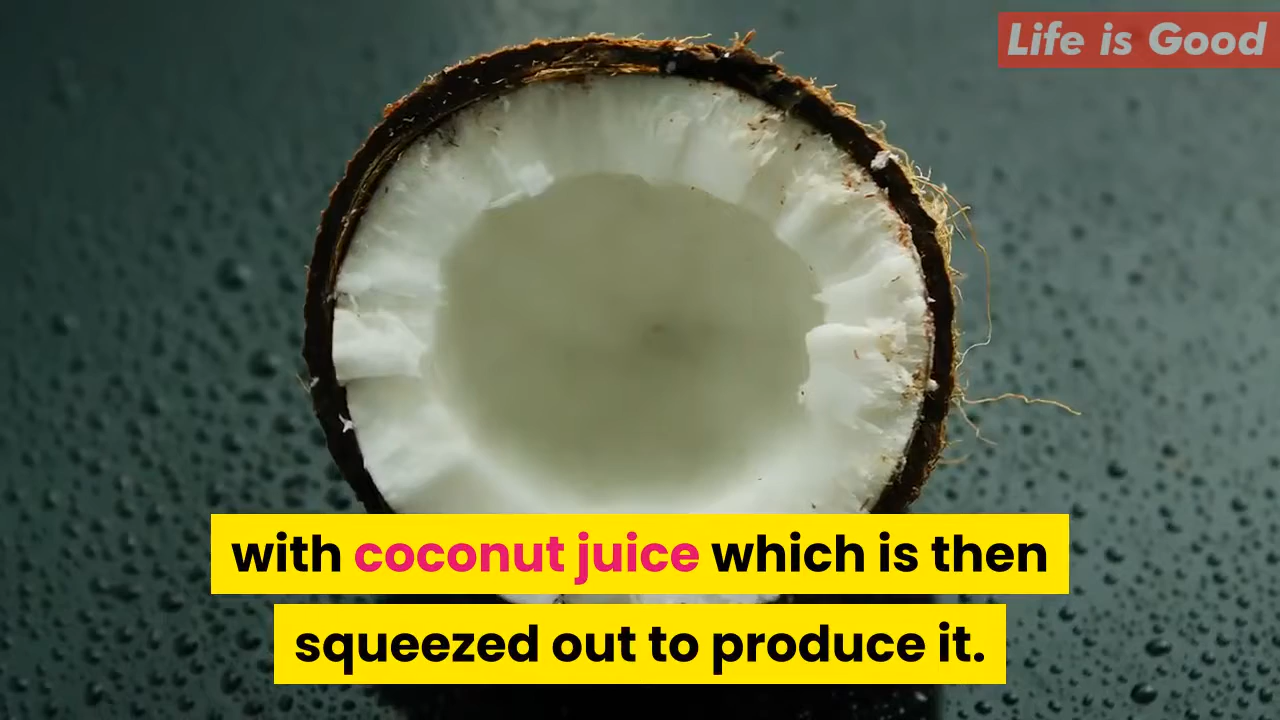 Life is Good
with coconut juice which is then
squeezed out to produce it.